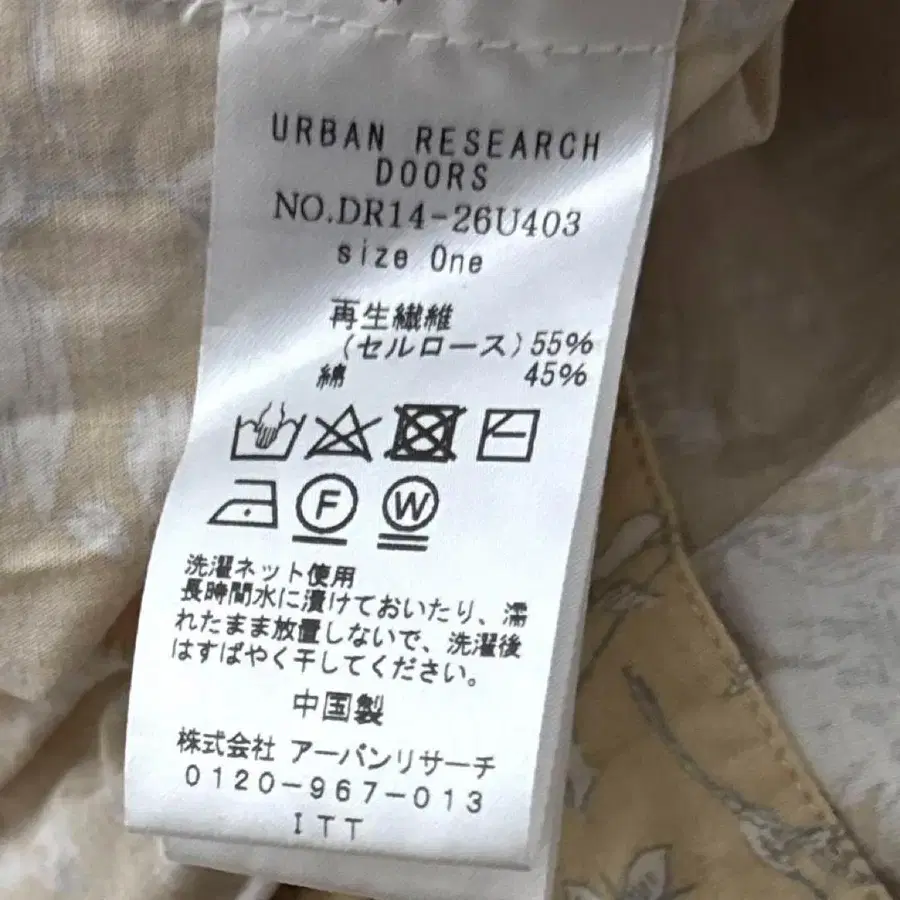 URBAN RESEARCH
DOORS
NO.DR14-26U403
size One
再生繊維
(セルロース)55%
綿 45%
F W
洗濯ネット使用
長時間水に漬けておいたり、濡
れたまま放置しないで、洗濯後
はすばやく干してください。
中国製
株式会社 アーバンリサーチ
0120-967-013
ITT